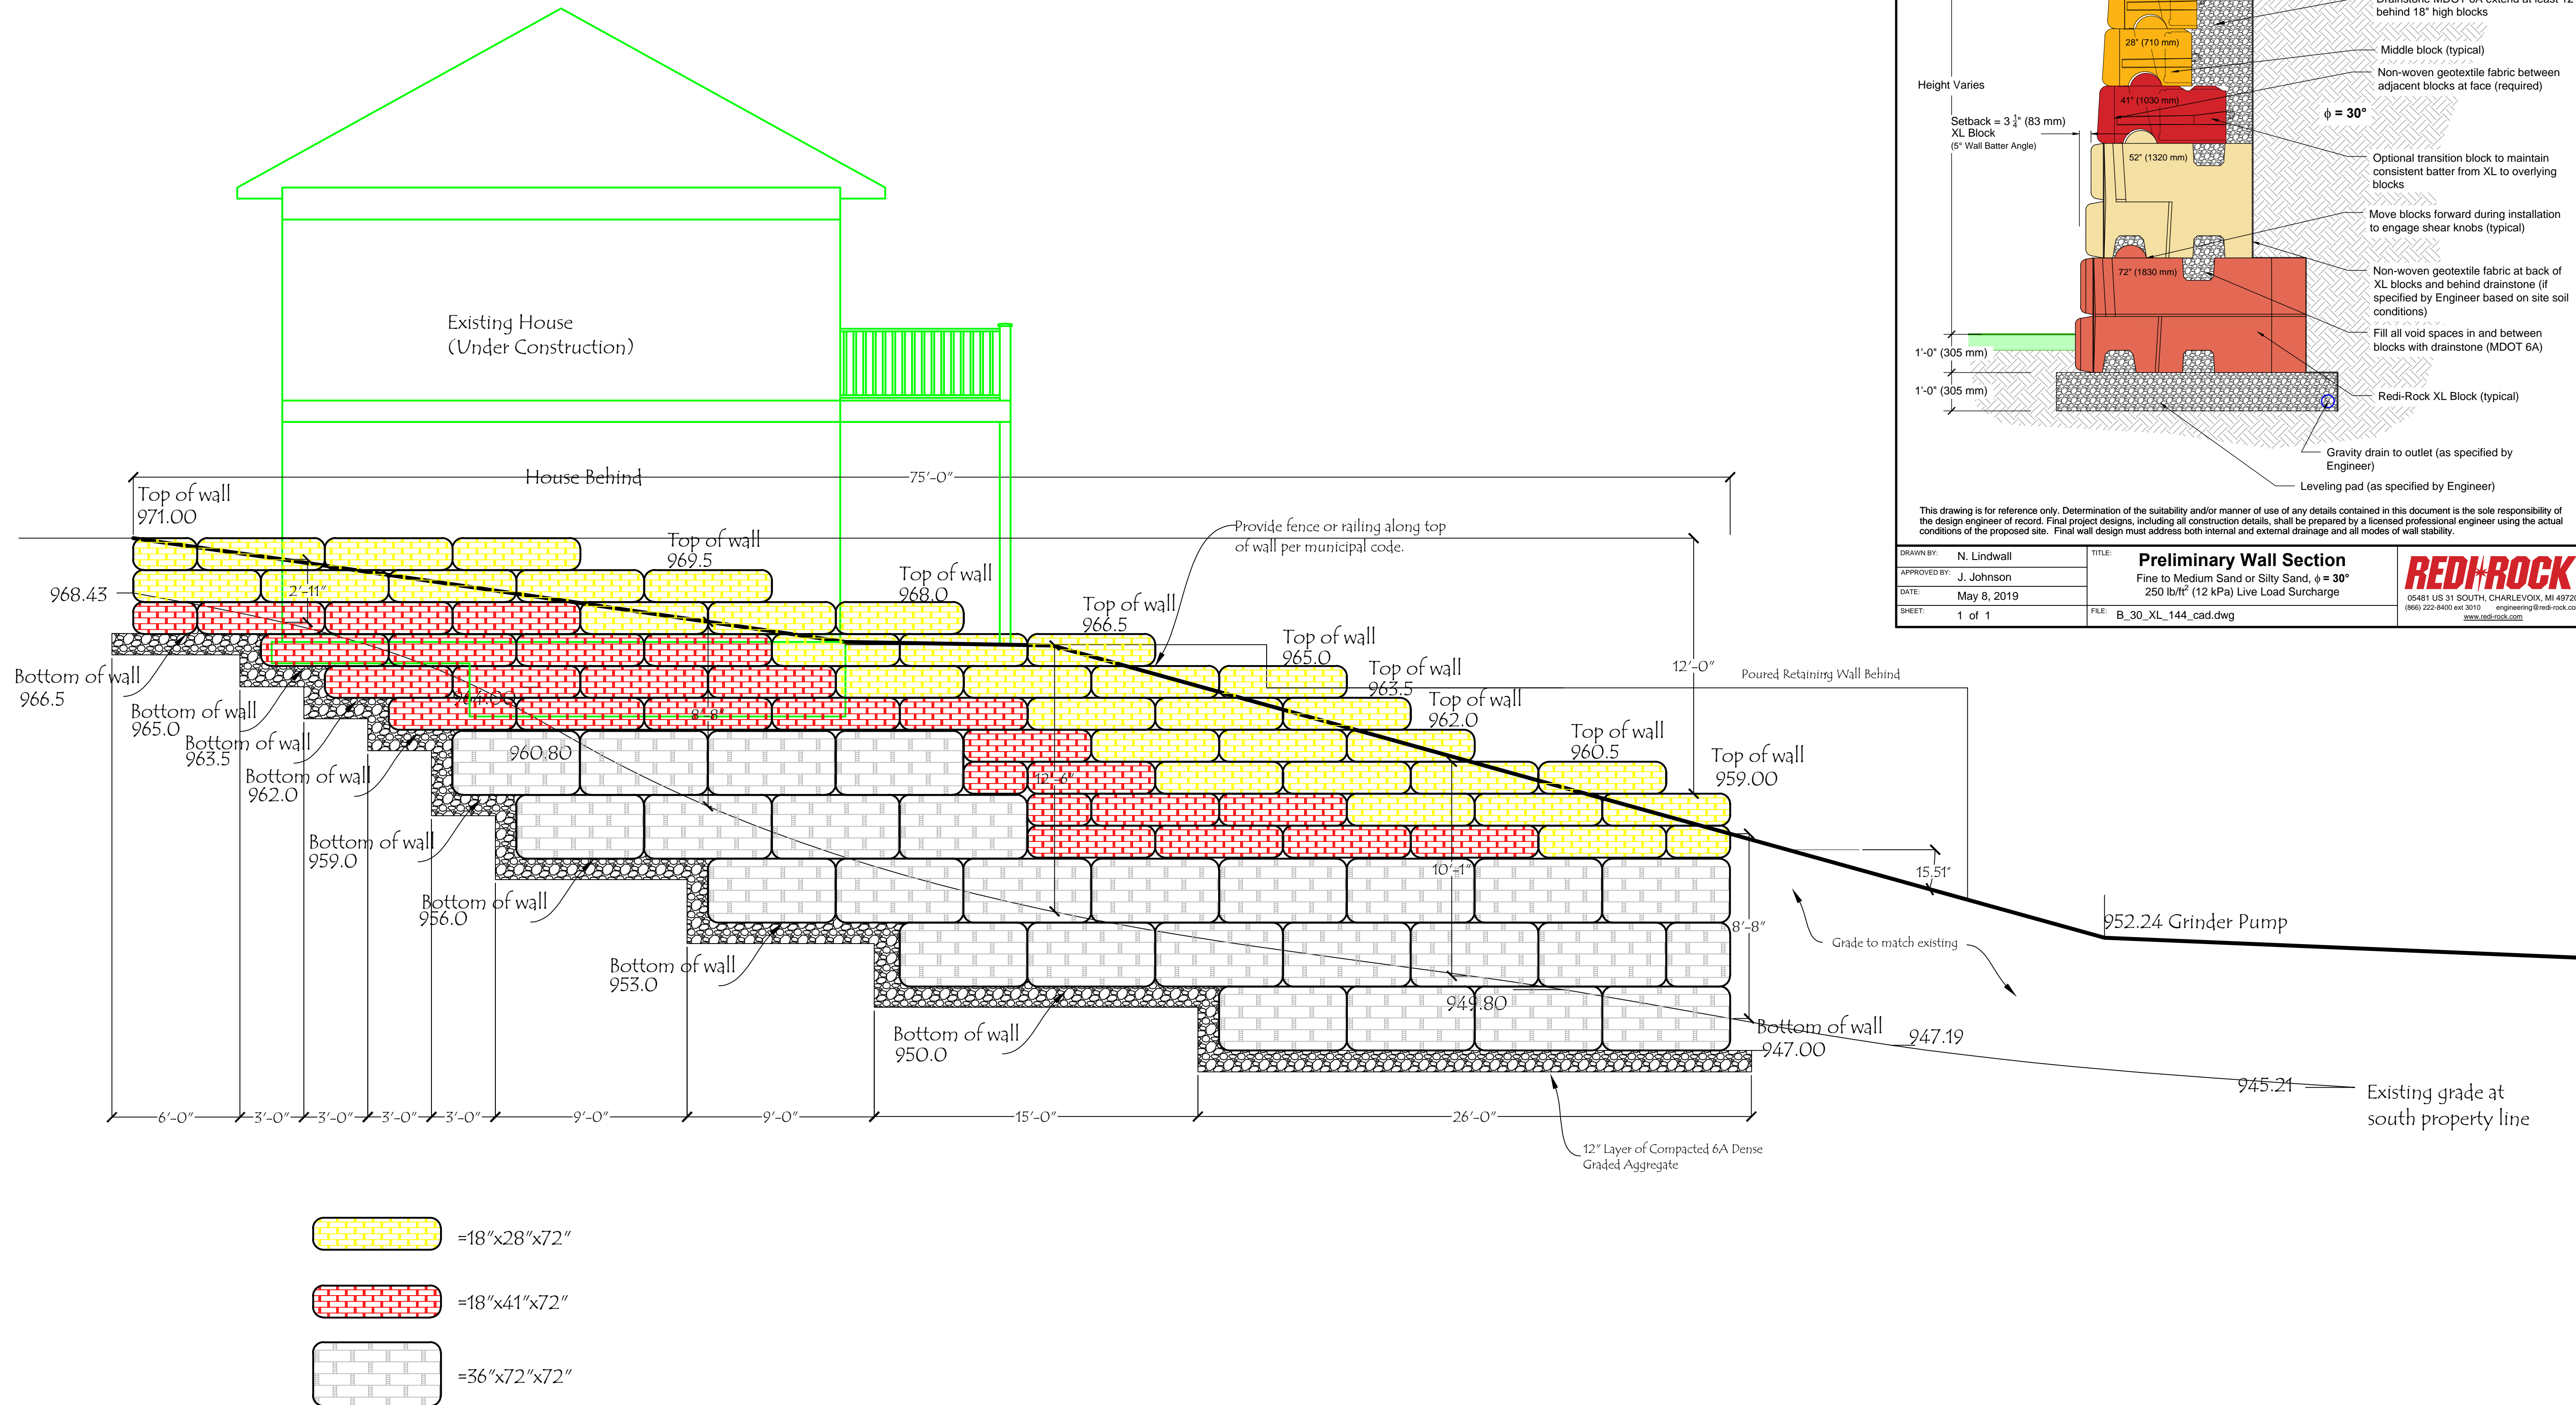 Existing House
(Under Construction)
House Behind
75'-0"
Top of wall
971.00
Top of wall
969.5
Top of wall
968.0
Top of wall
966.5
Top of wall
965.0
Top of wall
963.5
Top of wall
962.0
Top of wall
960.5
Top of wall
959.00
Provide fence or railing along top
of wall per municipal code.
968.43
2'-11"
964.00
8'-8"
960.80
12'-6"
10'-1"
8'-8"
949.80
12'-0"
Poured Retaining Wall Behind
15.51°
952.24 Grinder Pump
Grade to match existing
Bottom of wall
966.5
Bottom of wall
965.0
Bottom of wall
963.5
Bottom of wall
962.0
Bottom of wall
959.0
Bottom of wall
956.0
Bottom of wall
953.0
Bottom of wall
950.0
Bottom of wall
947.00
947.19
945.21
Existing grade at
south property line
6'-0"
3'-0"
3'-0"
3'-0"
3'-0"
9'-0"
9'-0"
15'-0"
26'-0"
12" Layer of Compacted 6A Dense
Graded Aggregate
=18"x28"x72"
=18"x41"x72"
=36"x72"x72"
behind 18" high blocks
28" (710 mm)
Middle block (typical)
Non-woven geotextile fabric between
adjacent blocks at face (required)
Height Varies
41" (1030 mm)
ϕ = 30°
Setback = 3 1/4" (83 mm)
XL Block
(5° Wall Batter Angle)
52" (1320 mm)
Optional transition block to maintain
consistent batter from XL to overlying
blocks
Move blocks forward during installation
to engage shear knobs (typical)
72" (1830 mm)
Non-woven geotextile fabric at back of
XL blocks and behind drainstone (if
specified by Engineer based on site soil
conditions)
Fill all void spaces in and between
blocks with drainstone (MDOT 6A)
1'-0" (305 mm)
1'-0" (305 mm)
Redi-Rock XL Block (typical)
Gravity drain to outlet (as specified by
Engineer)
Leveling pad (as specified by Engineer)
This drawing is for reference only. Determination of the suitability and/or manner of use of any details contained in this document is the sole responsibility of
the design engineer of record. Final project designs, including all construction details, shall be prepared by a licensed professional engineer using the actual
conditions of the proposed site. Final wall design must address both internal and external drainage and all modes of wall stability.
DRAWN BY: N. Lindwall
APPROVED BY: J. Johnson
DATE: May 8, 2019
SHEET: 1 of 1
TITLE: Preliminary Wall Section
Fine to Medium Sand or Silty Sand, ϕ = 30°
250 lb/ft² (12 kPa) Live Load Surcharge
FILE: B_30_XL_144_cad.dwg
REDI-ROCK
05481 US 31 SOUTH, CHARLEVOIX, MI 49720
(866) 222-8400 ext 3010 engineering@redi-rock.com
www.redi-rock.com